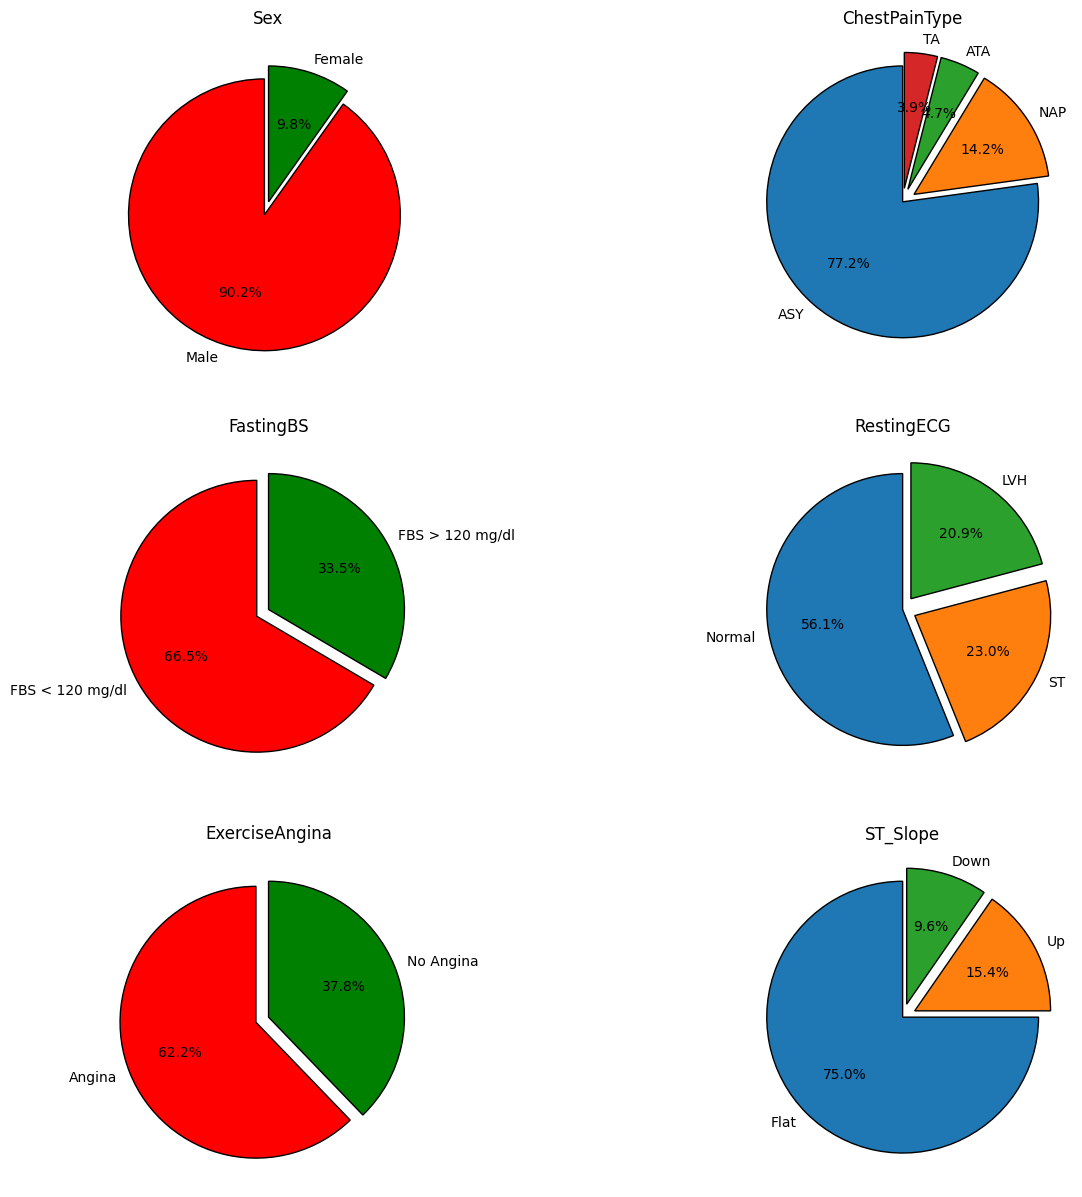 Sex
Female
9.8%
90.2%
Male
ChestPainType
TA
ATA
NAP
3.9%
4.7%
14.2%
77.2%
ASY
FastingBS
FBS > 120 mg/dl
33.5%
66.5%
FBS < 120 mg/dl
RestingECG
LVH
20.9%
56.1%
Normal
23.0%
ST
ExerciseAngina
No Angina
37.8%
62.2%
Angina
ST_Slope
Down
9.6%
Up
15.4%
75.0%
Flat